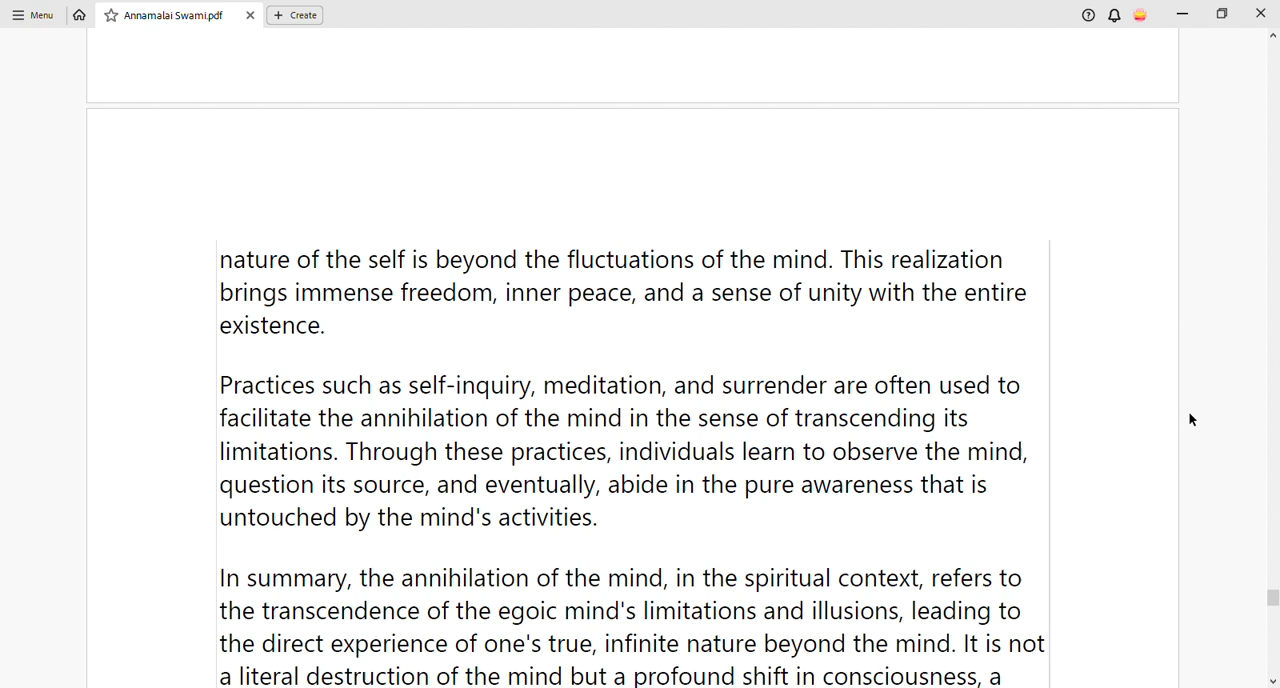 Menu
Annamalai Swami.pdf
Create
nature of the self is beyond the fluctuations of the mind. This realization
brings immense freedom, inner peace, and a sense of unity with the entire
existence.
Practices such as self-inquiry, meditation, and surrender are often used to
facilitate the annihilation of the mind in the sense of transcending its
limitations. Through these practices, individuals learn to observe the mind,
question its source, and eventually, abide in the pure awareness that is
untouched by the mind's activities.
In summary, the annihilation of the mind, in the spiritual context, refers to
the transcendence of the egoic mind's limitations and illusions, leading to
the direct experience of one's true, infinite nature beyond the mind. It is not
a literal destruction of the mind but a profound shift in consciousness, a